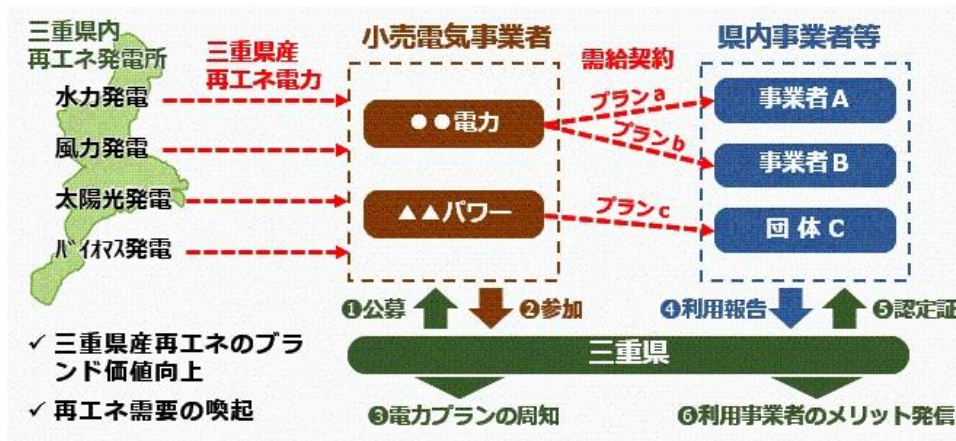 三重県内
再エネ発電所
水力発電
風力発電
太陽光発電
ﾊﾞｲｵﾏｽ発電
三重県産
再エネ電力
小売電気事業者
●●電力
▲▲パワー
需給契約
プランa
プランb
プランc
県内事業者等
事業者A
事業者B
団体C
❶公募
❷参加
❹利用報告
❺認定証
三重県
❸電力プランの周知
❻利用事業者のメリット発信
✓ 三重県産再エネのブラ
ンド価値向上
✓ 再エネ需要の喚起